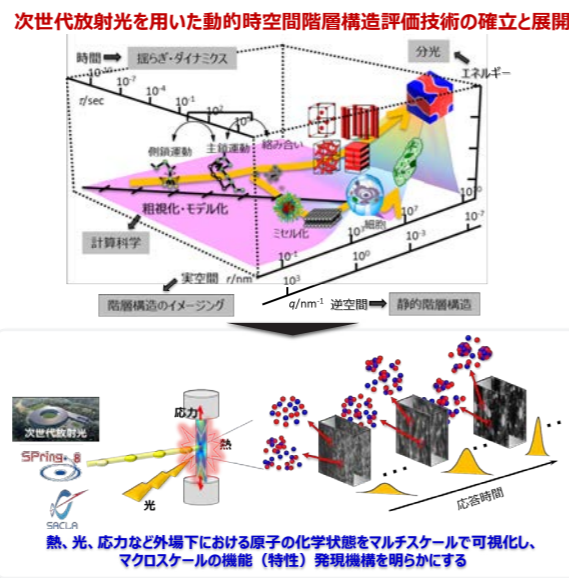 次世代放射光を用いた動的時空間階層構造評価技術の確立と展開
時間
揺らぎ・ダイナミクス
分光
エネルギー
t/sec
10⁻⁷
10⁻⁴
10⁻¹
10²
側鎖運動
主鎖運動
絡み合い
粗視化・モデル化
ミセル化
細胞
計算科学
10⁻¹
10³
10⁷
10⁰
10⁻³
10⁻⁷
10³
10⁰
実空間 r/nm
階層構造のイメージング
q/nm⁻¹ 逆空間
静的階層構造
応力
熱
次世代放射光
SPring-8
SACLA
光
応答時間
熱、光、応力など外場下における原子の化学状態をマルチスケールで可視化し、
マクロスケールの機能（特性）発現機構を明らかにする